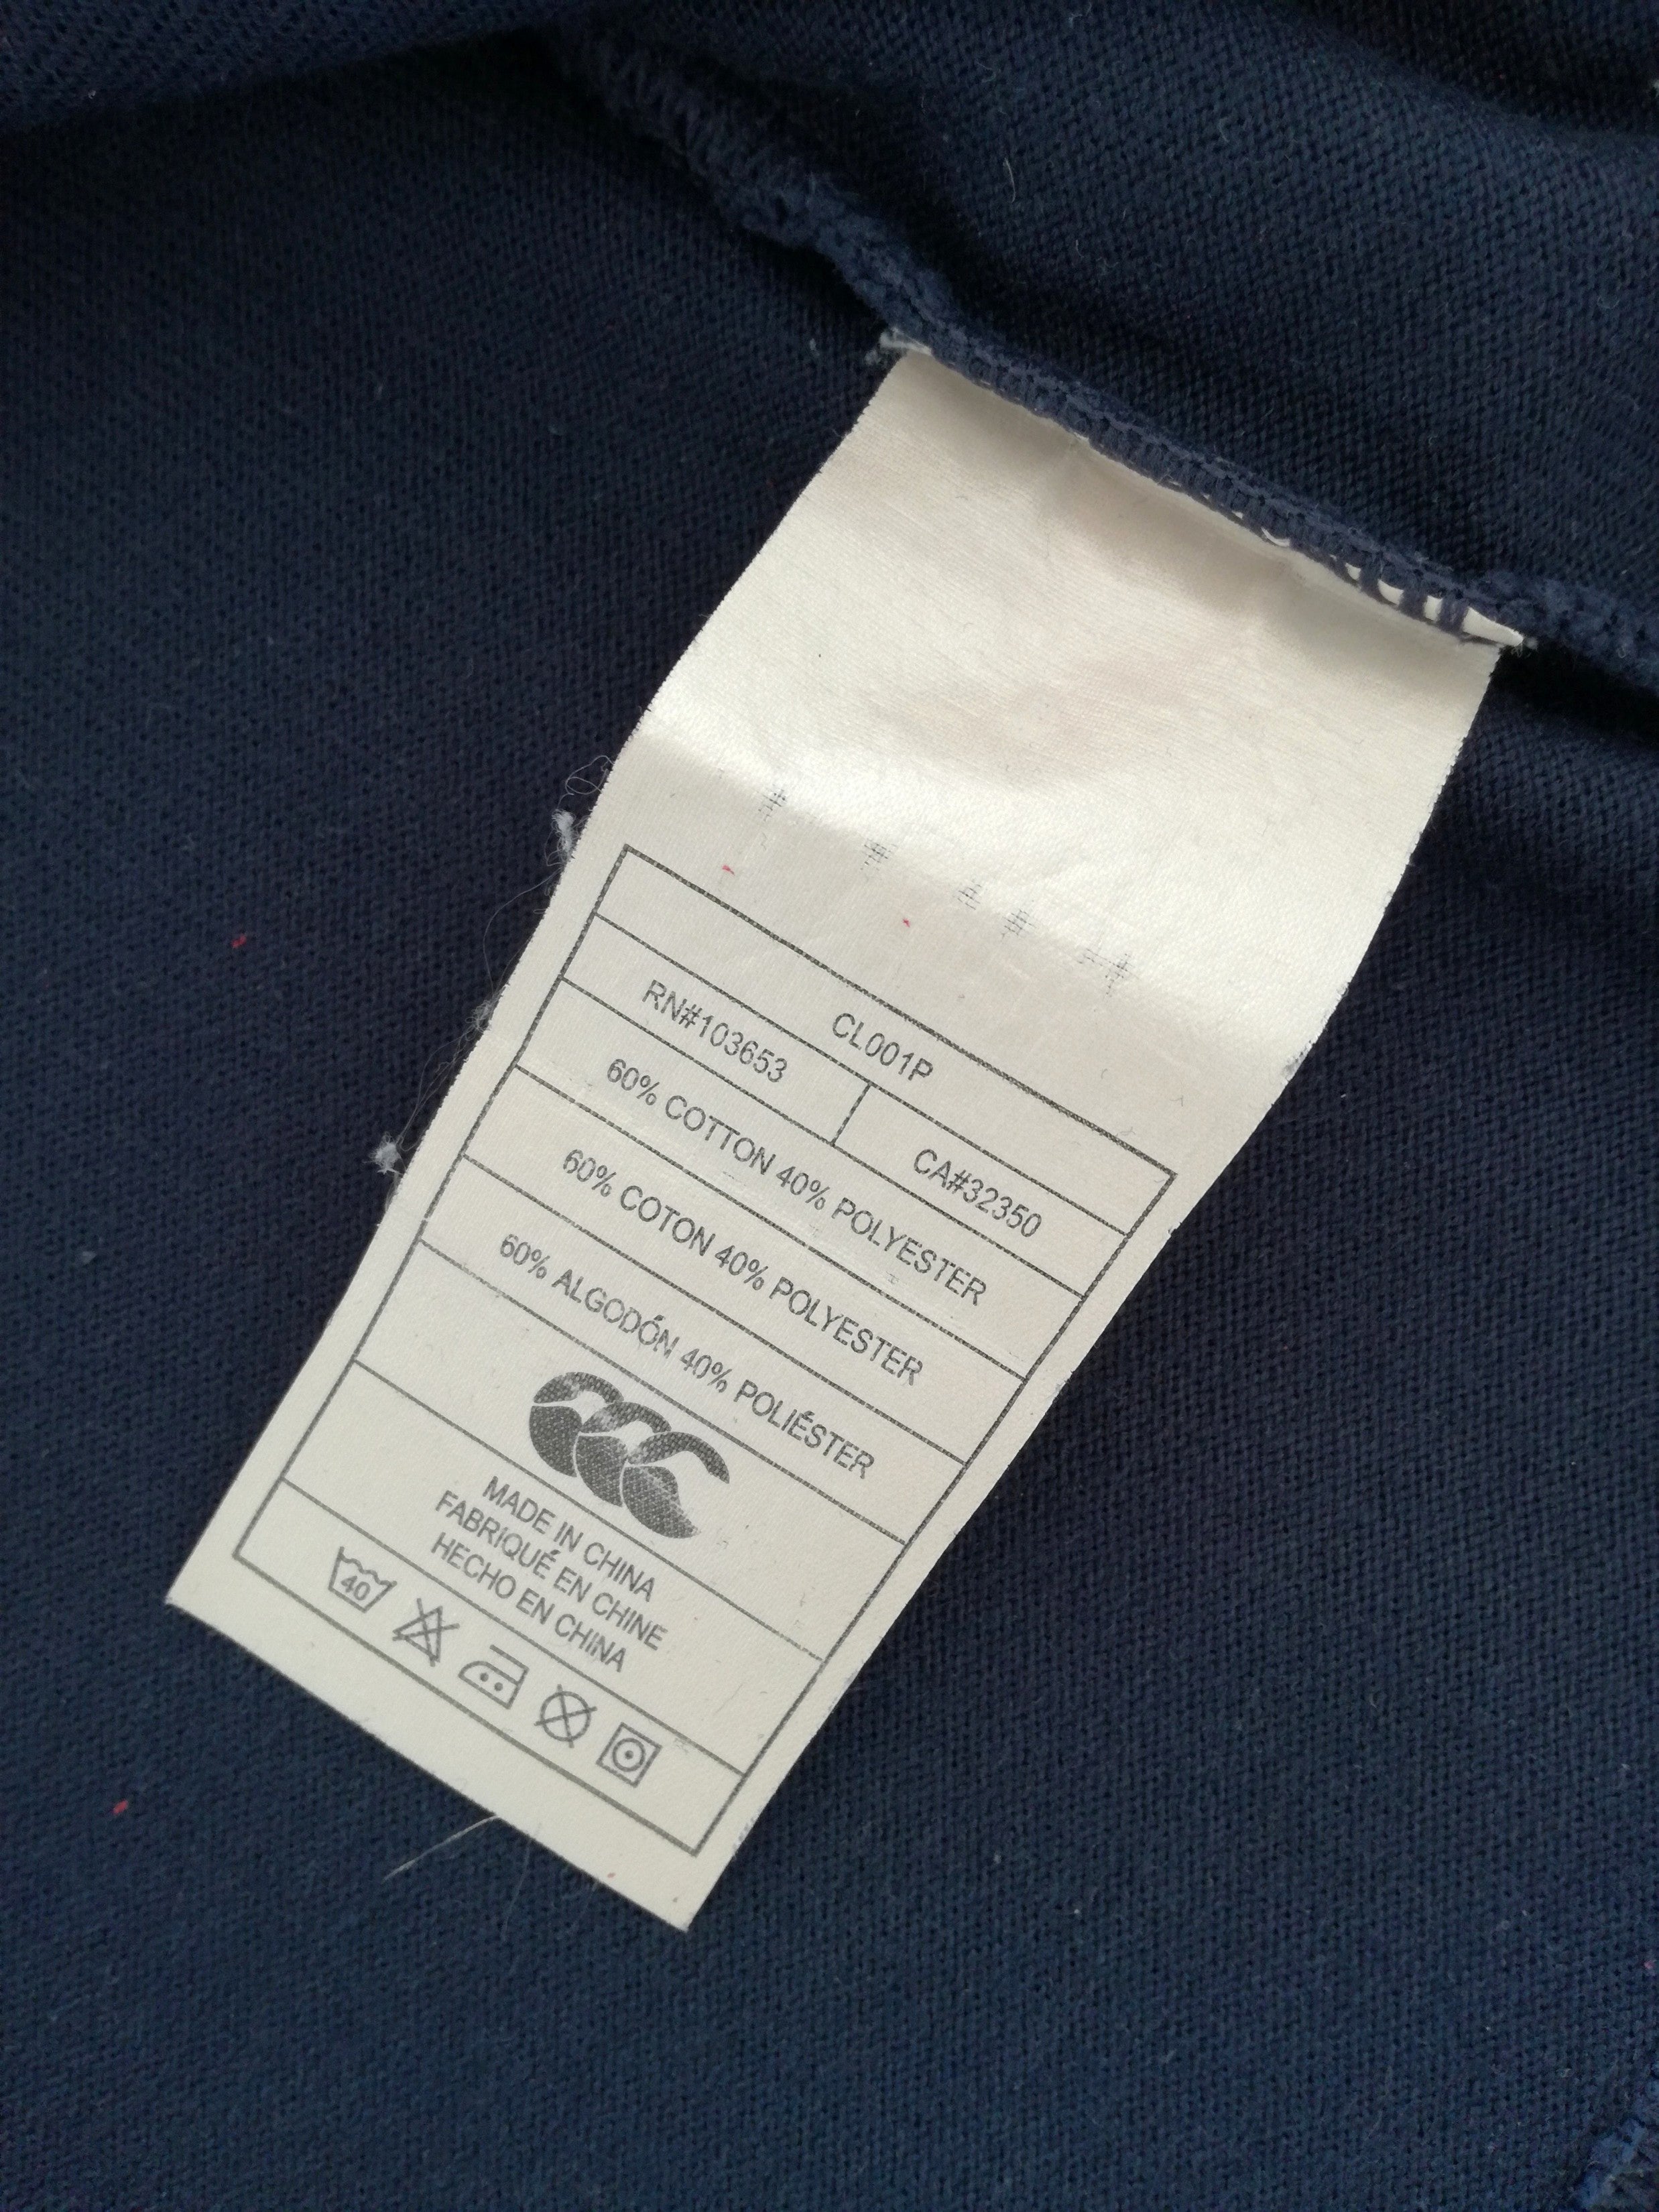 CL001P
RN#103653 CA#32350
60% COTTON 40% POLYESTER
60% COTON 40% POLYESTER
60% ALGODÓN 40% POLIÉSTER
MADE IN CHINA
FABRIQUÉ EN CHINE
HECHO EN CHINA
40